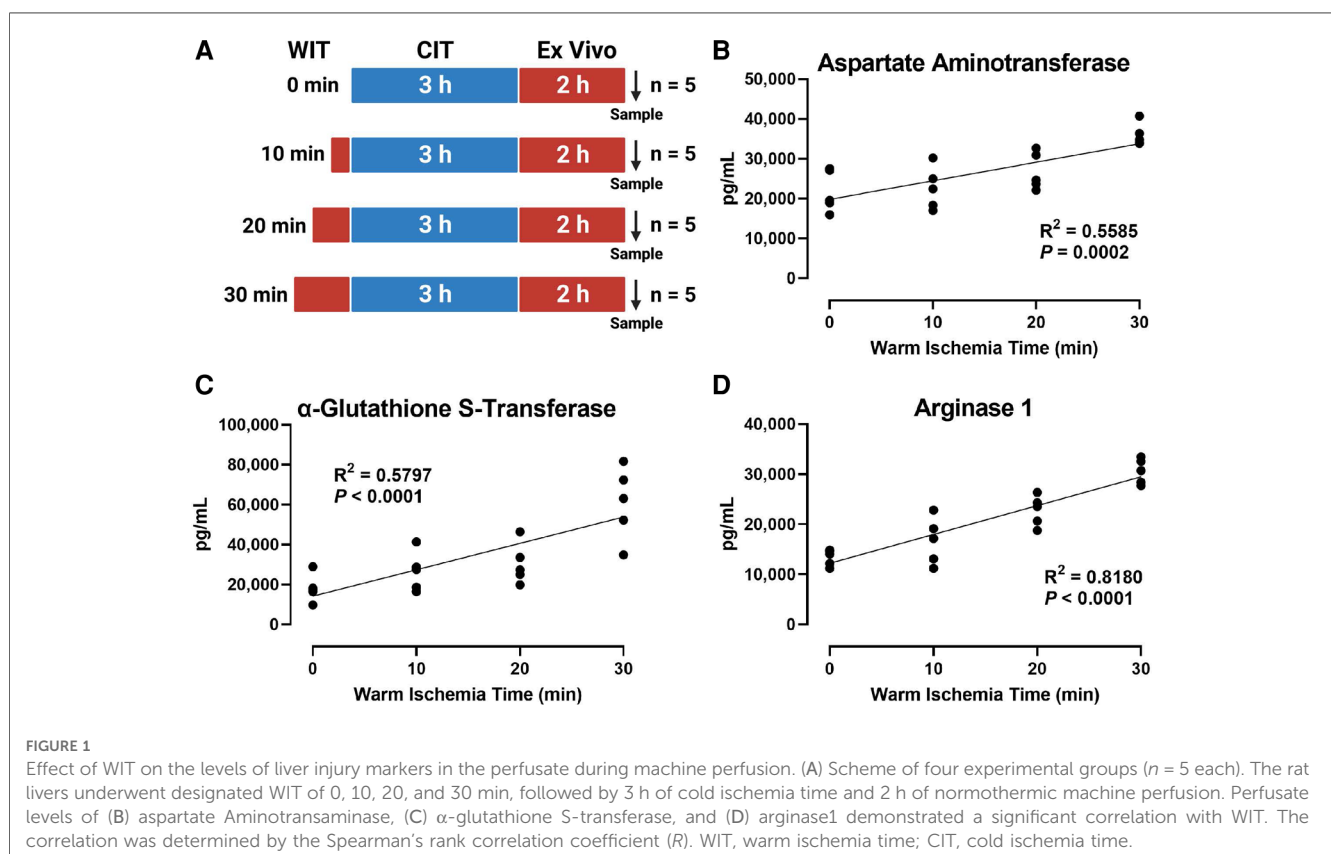 A
WIT CIT Ex Vivo
0 min 3 h 2 h n = 5
Sample
10 min 3 h 2 h n = 5
Sample
20 min 3 h 2 h n = 5
Sample
30 min 3 h 2 h n = 5
Sample
B
Aspartate Aminotransferase
50,000
40,000
30,000
20,000
10,000
0
pg/mL
R² = 0.5585
P = 0.0002
0 10 20 30
Warm Ischemia Time (min)
C
α-Glutathione S-Transferase
100,000
80,000
60,000
40,000
20,000
0
pg/mL
R² = 0.5797
P < 0.0001
0 10 20 30
Warm Ischemia Time (min)
D
Arginase 1
40,000
30,000
20,000
10,000
0
pg/mL
R² = 0.8180
P < 0.0001
0 10 20 30
Warm Ischemia Time (min)
FIGURE 1
Effect of WIT on the levels of liver injury markers in the perfusate during machine perfusion. (A) Scheme of four experimental groups (n = 5 each). The rat
livers underwent designated WIT of 0, 10, 20, and 30 min, followed by 3 h of cold ischemia time and 2 h of normothermic machine perfusion. Perfusate
levels of (B) aspartate Aminotransaminase, (C) α-glutathione S-transferase, and (D) arginase1 demonstrated a significant correlation with WIT. The
correlation was determined by the Spearman's rank correlation coefficient (R). WIT, warm ischemia time; CIT, cold ischemia time.